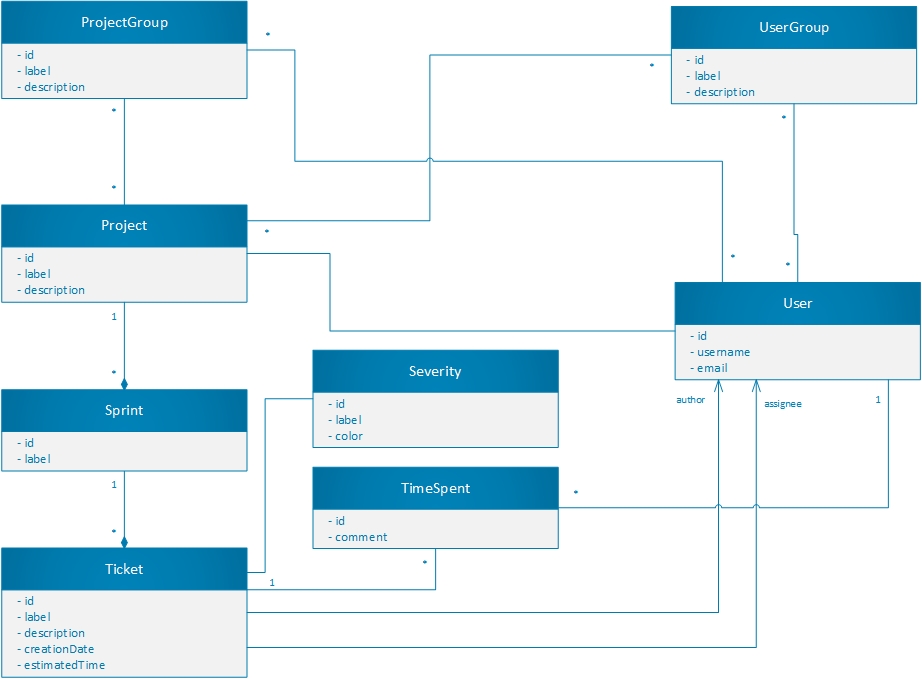 ProjectGroup
- id
- label
- description
*
*
*
UserGroup
- id
- label
- description
*
*
Project
- id
- label
- description
*
1
*
User
- id
- username
- email
*
*
author
assignee
1
Severity
- id
- label
- color
Sprint
- id
- label
1
*
TimeSpent
- id
- comment
*
*
Ticket
- id
- label
- description
- creationDate
- estimatedTime
1